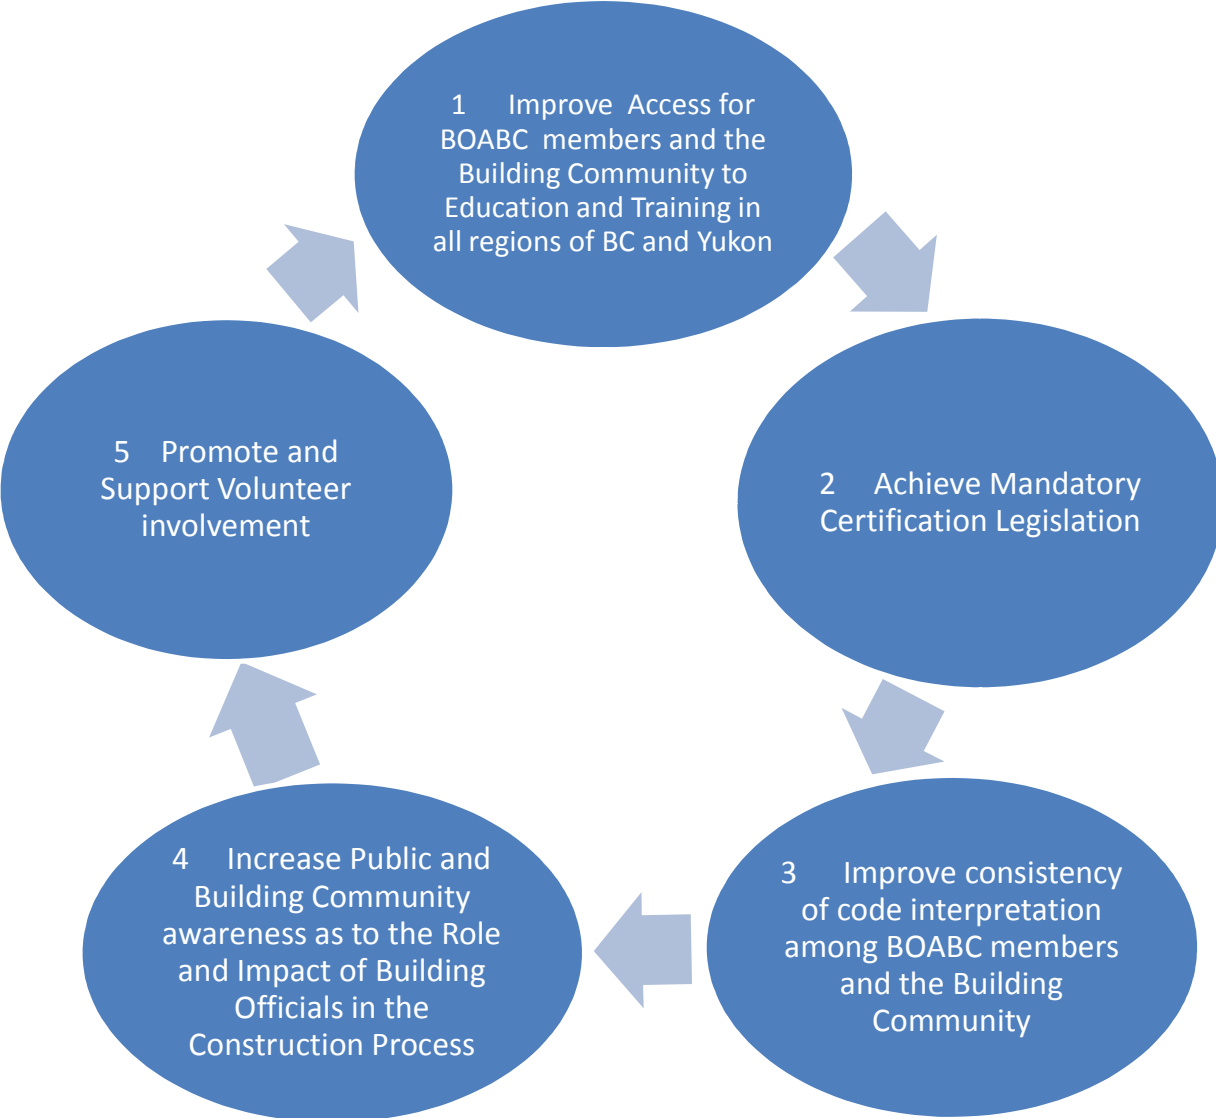 1 Improve Access for
BOABC members and the
Building Community to
Education and Training in
all regions of BC and Yukon
2 Achieve Mandatory
Certification Legislation
3 Improve consistency
of code interpretation
among BOABC members
and the Building
Community
4 Increase Public and
Building Community
awareness as to the Role
and Impact of Building
Officials in the
Construction Process
5 Promote and
Support Volunteer
involvement